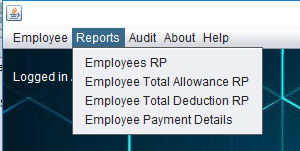 Employee Reports Audit About Help
Employees RP
Logged in
Employee Total Allowance RP
Employee Total Deduction RP
Employee Payment Details